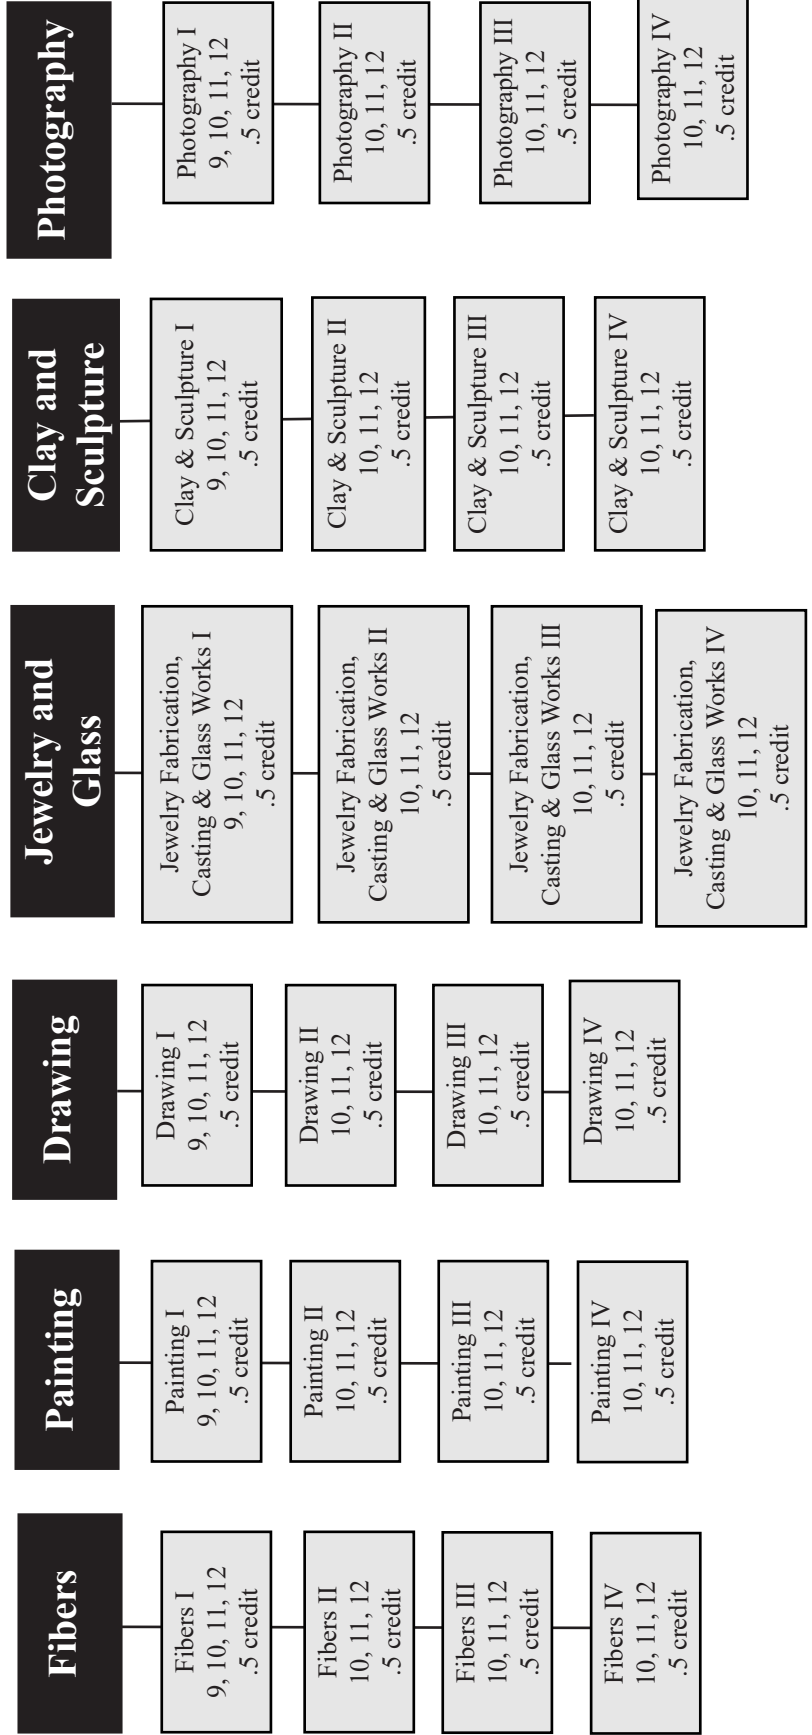 Fibers
Fibers I
9, 10, 11, 12
.5 credit
Fibers II
10, 11, 12
.5 credit
Fibers III
10, 11, 12
.5 credit
Fibers IV
10, 11, 12
.5 credit
Painting
Painting I
9, 10, 11, 12
.5 credit
Painting II
10, 11, 12
.5 credit
Painting III
10, 11, 12
.5 credit
Painting IV
10, 11, 12
.5 credit
Drawing
Drawing I
9, 10, 11, 12
.5 credit
Drawing II
10, 11, 12
.5 credit
Drawing III
10, 11, 12
.5 credit
Drawing IV
10, 11, 12
.5 credit
Jewelry and
Glass
Jewelry Fabrication,
Casting & Glass Works I
9, 10, 11, 12
.5 credit
Jewelry Fabrication,
Casting & Glass Works II
10, 11, 12
.5 credit
Jewelry Fabrication,
Casting & Glass Works III
10, 11, 12
.5 credit
Jewelry Fabrication,
Casting & Glass Works IV
10, 11, 12
.5 credit
Clay and
Sculpture
Clay & Sculpture I
9, 10, 11, 12
.5 credit
Clay & Sculpture II
10, 11, 12
.5 credit
Clay & Sculpture III
10, 11, 12
.5 credit
Clay & Sculpture IV
10, 11, 12
.5 credit
Photography
Photography I
9, 10, 11, 12
.5 credit
Photography II
10, 11, 12
.5 credit
Photography III
10, 11, 12
.5 credit
Photography IV
10, 11, 12
.5 credit